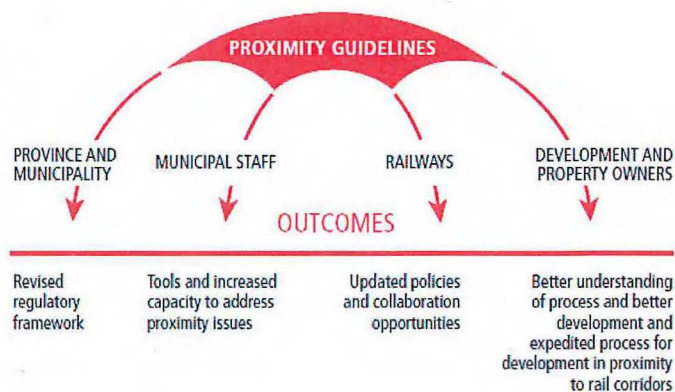 PROXIMITY GUIDELINES
PROVINCE AND
MUNICIPALITY
MUNICIPAL STAFF
RAILWAYS
DEVELOPMENT AND
PROPERTY OWNERS
OUTCOMES
Revised
regulatory
framework
Tools and increased
capacity to address
proximity issues
Updated policies
and collaboration
opportunities
Better understanding
of process and better
development and
expedited process for
development in proximity
to rail corridors